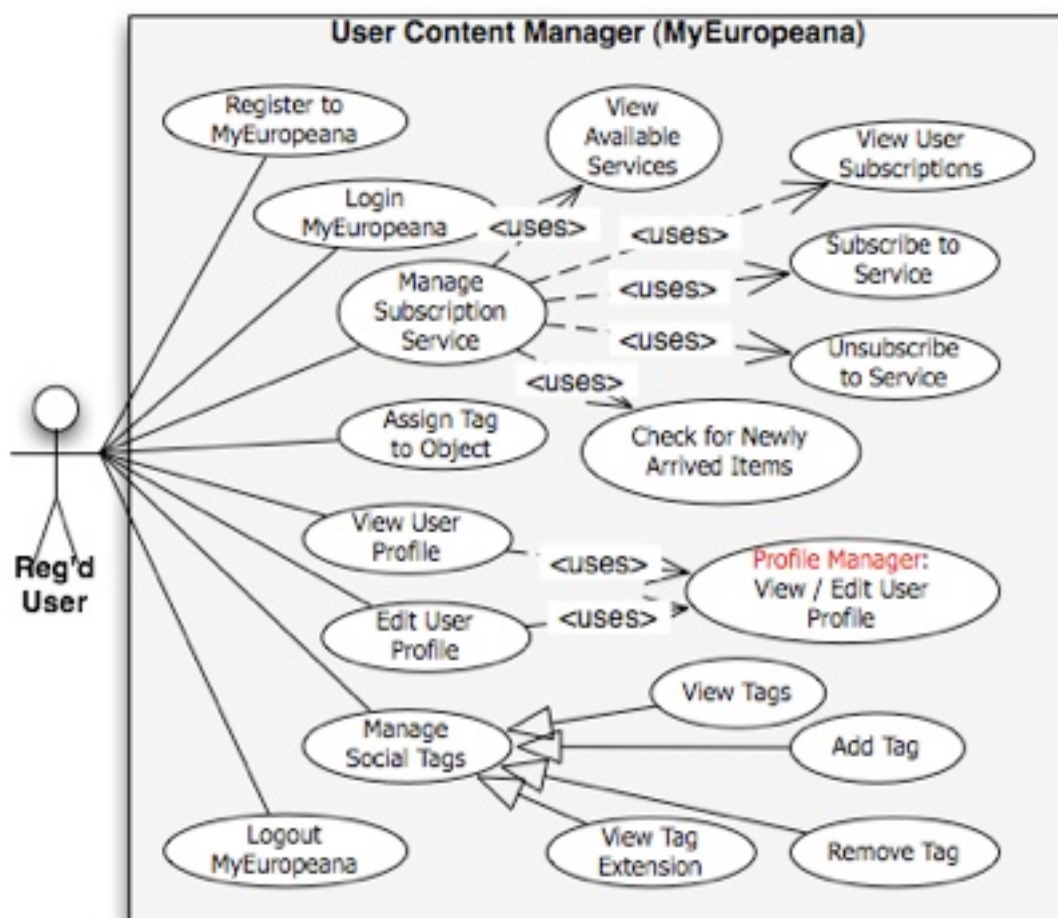 User Content Manager (MyEuropeana)
Register to
MyEuropeana
View
Available
Services
View User
Subscriptions
Login
MyEuropeana
<uses>
<uses>
Subscribe to
Service
Manage
Subscription
Service
<uses>
<uses>
Unsubscribe
to Service
<uses>
Assign Tag
to Object
Check for Newly
Arrived Items
View User
Profile
<uses>
Profile Manager:
View / Edit User
Profile
Reg'd
User
Edit User
Profile
<uses>
View Tags
Manage
Social Tags
Add Tag
Logout
MyEuropeana
View Tag
Extension
Remove Tag